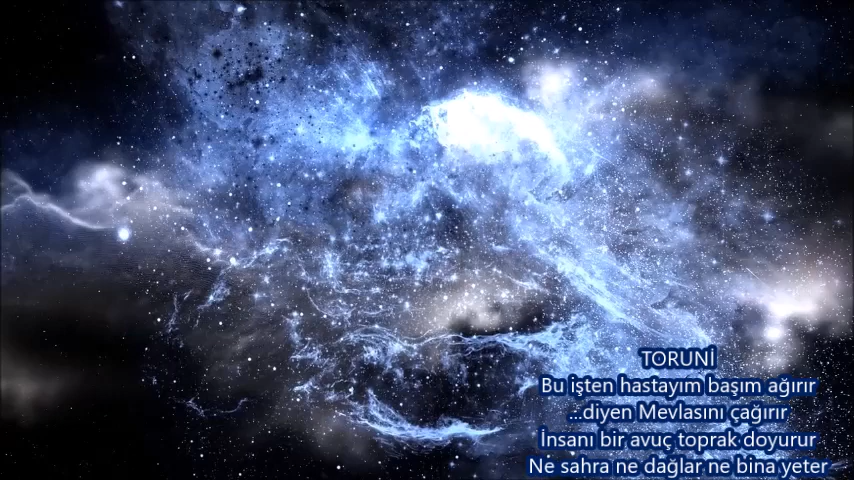 TORUNİ
Bu işten hastayım başım ağırır
...diyen Mevlasını çağırır
İnsanı bir avuç toprak doyurur
Ne sahra ne dağlar ne bina yeter